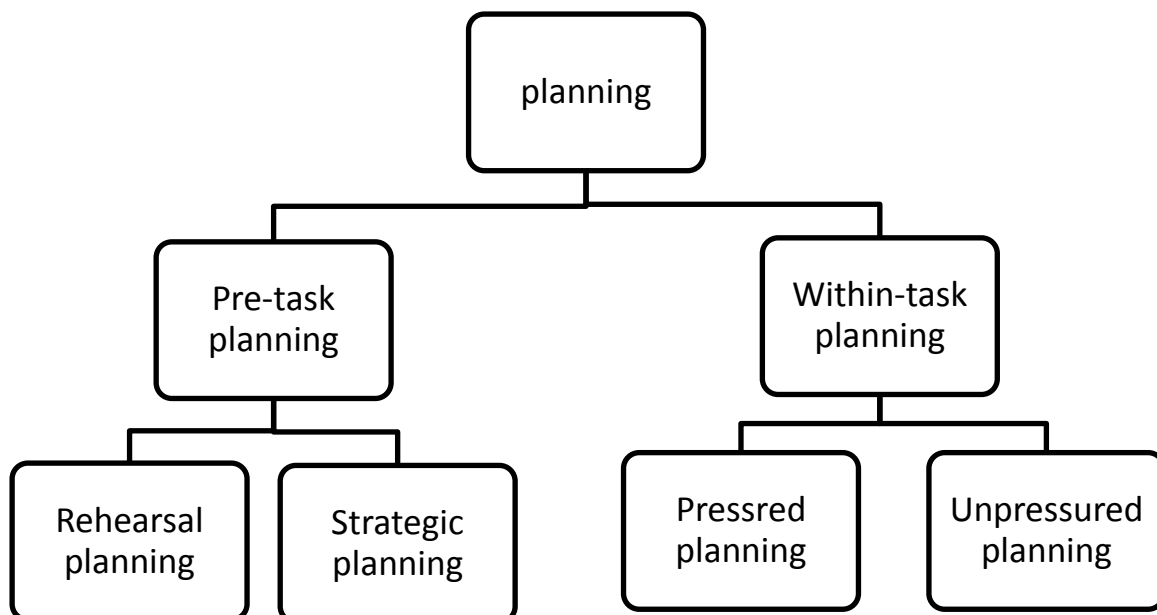 planning
Pre-task
planning
Within-task
planning
Rehearsal
planning
Strategic
planning
Pressred
planning
Unpressured
planning